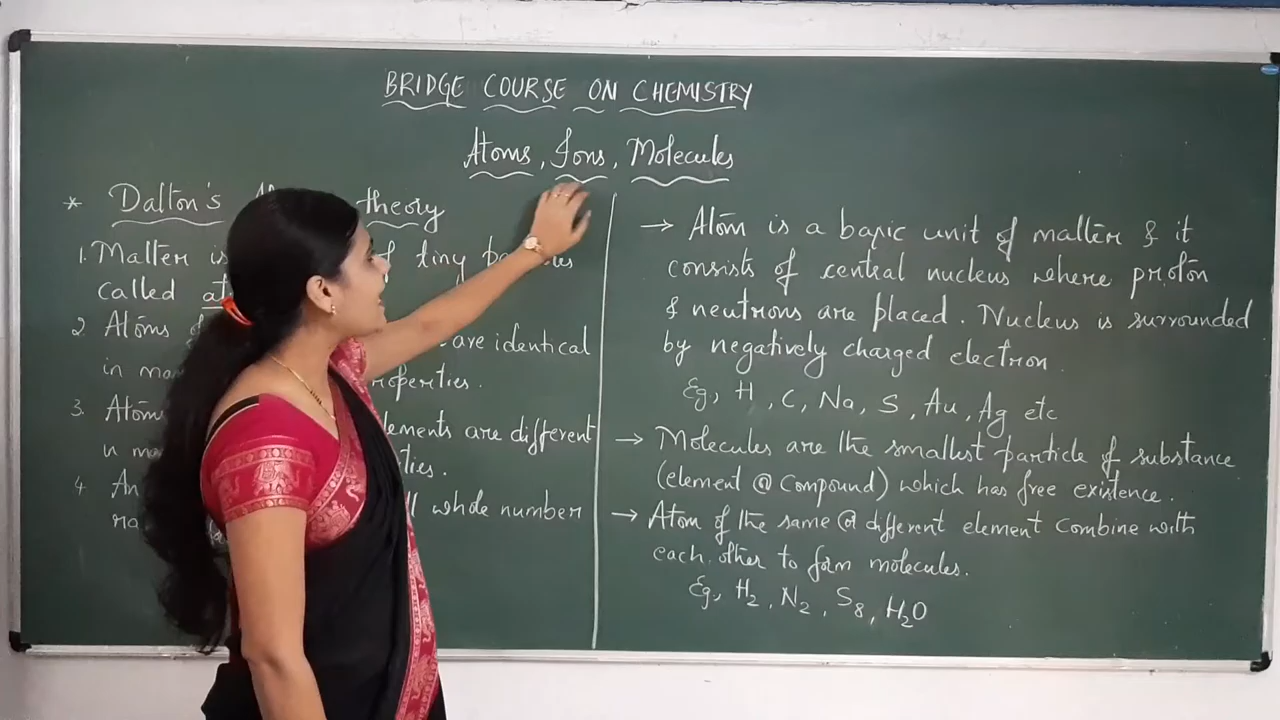 BRIDGE COURSE ON CHEMISTRY
Atoms, Ions, Molecules
* Dalton's theory
1. Matter is of tiny
called
2. Atoms are identical
in
3. Atom elements are different
in
4. An whole number
→ Atom is a basic unit of matter & it
consists of central nucleus where proton
& neutrons are placed. Nucleus is surrounded
by negatively charged electron.
Eg, H, C, Na, S, Au, Ag etc
→ Molecules are the smallest particle of substance
(element @ Compound) which has free existence.
→ Atom of the same @ different element combine with
each other to form molecules.
Eg, H₂, N₂, S₈, H₂O